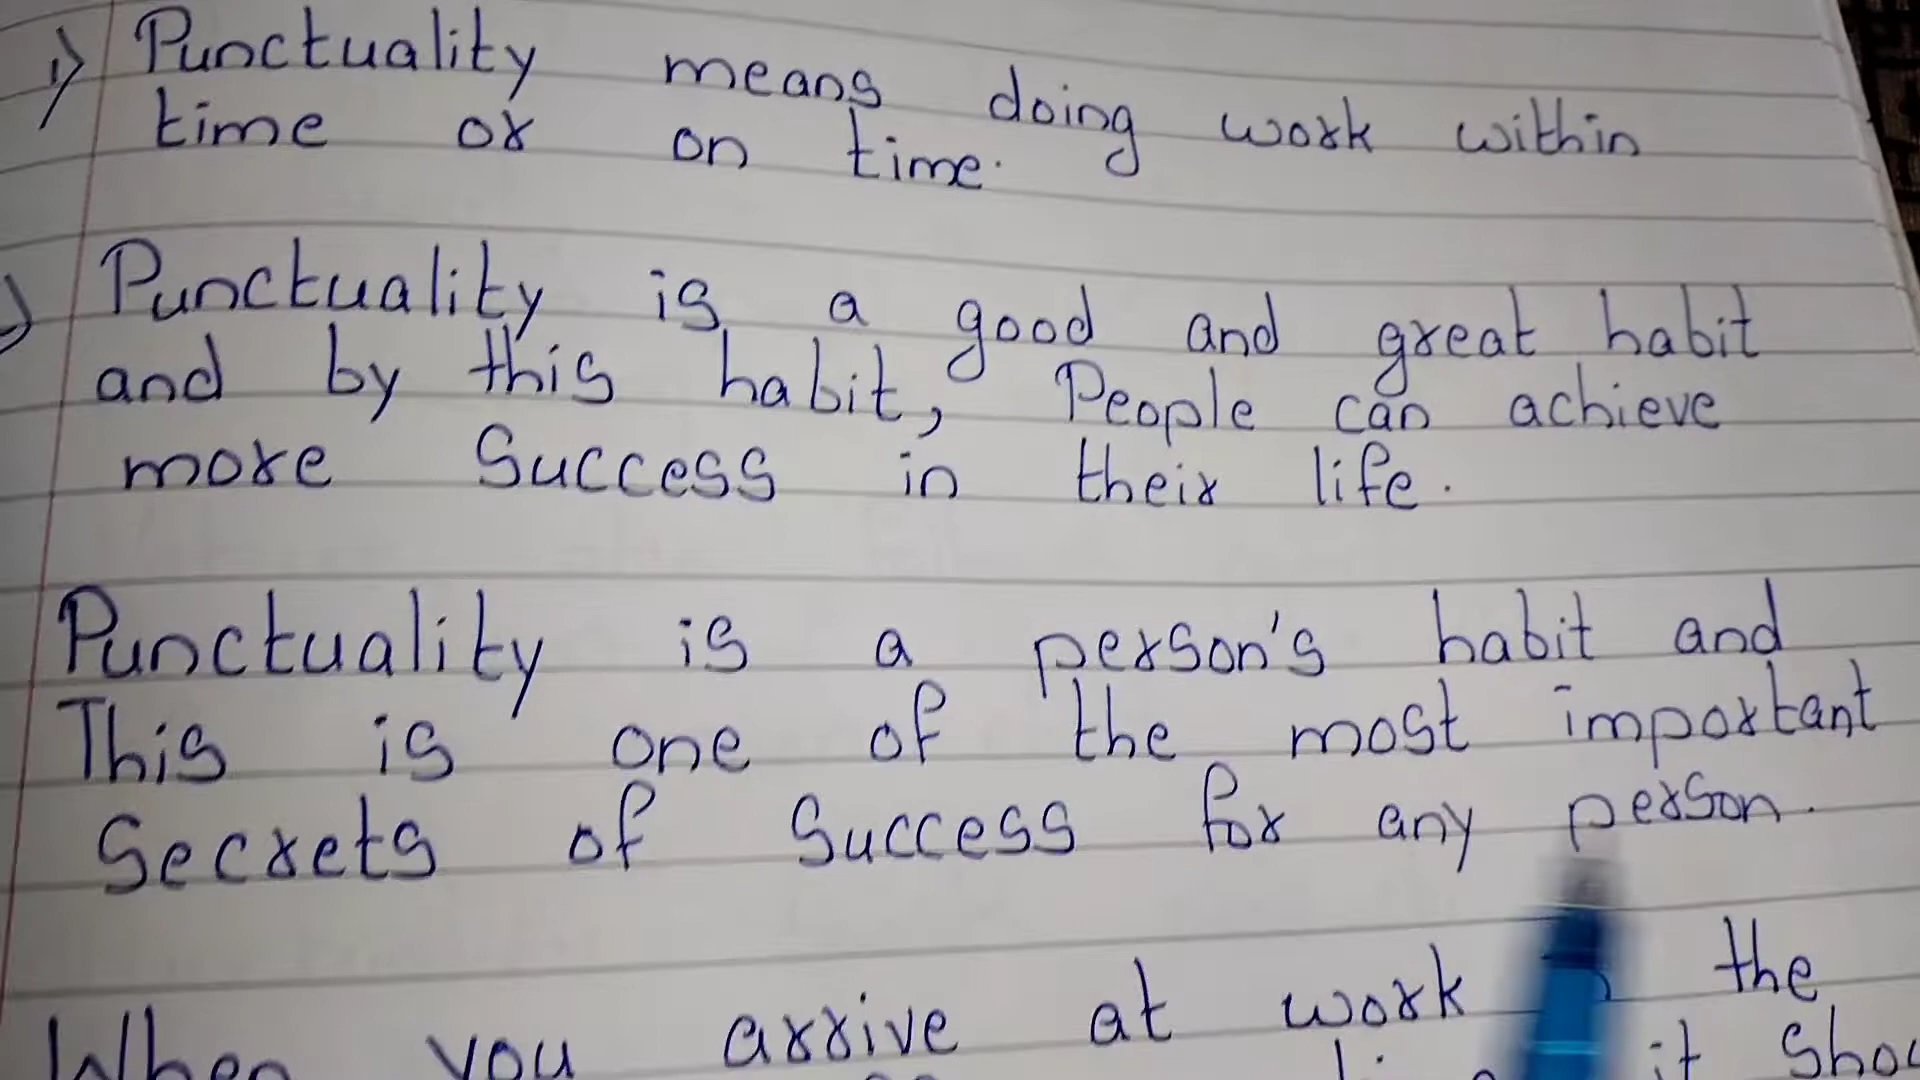 1) Punctuality means doing work within
time or on time.
Punctuality is a good and great habit
and by this habit, People can achieve
more Success in their life.
Punctuality is a person's habit and
This is one of the most important
Secrets of Success for any person.
When you arrive at work the
it